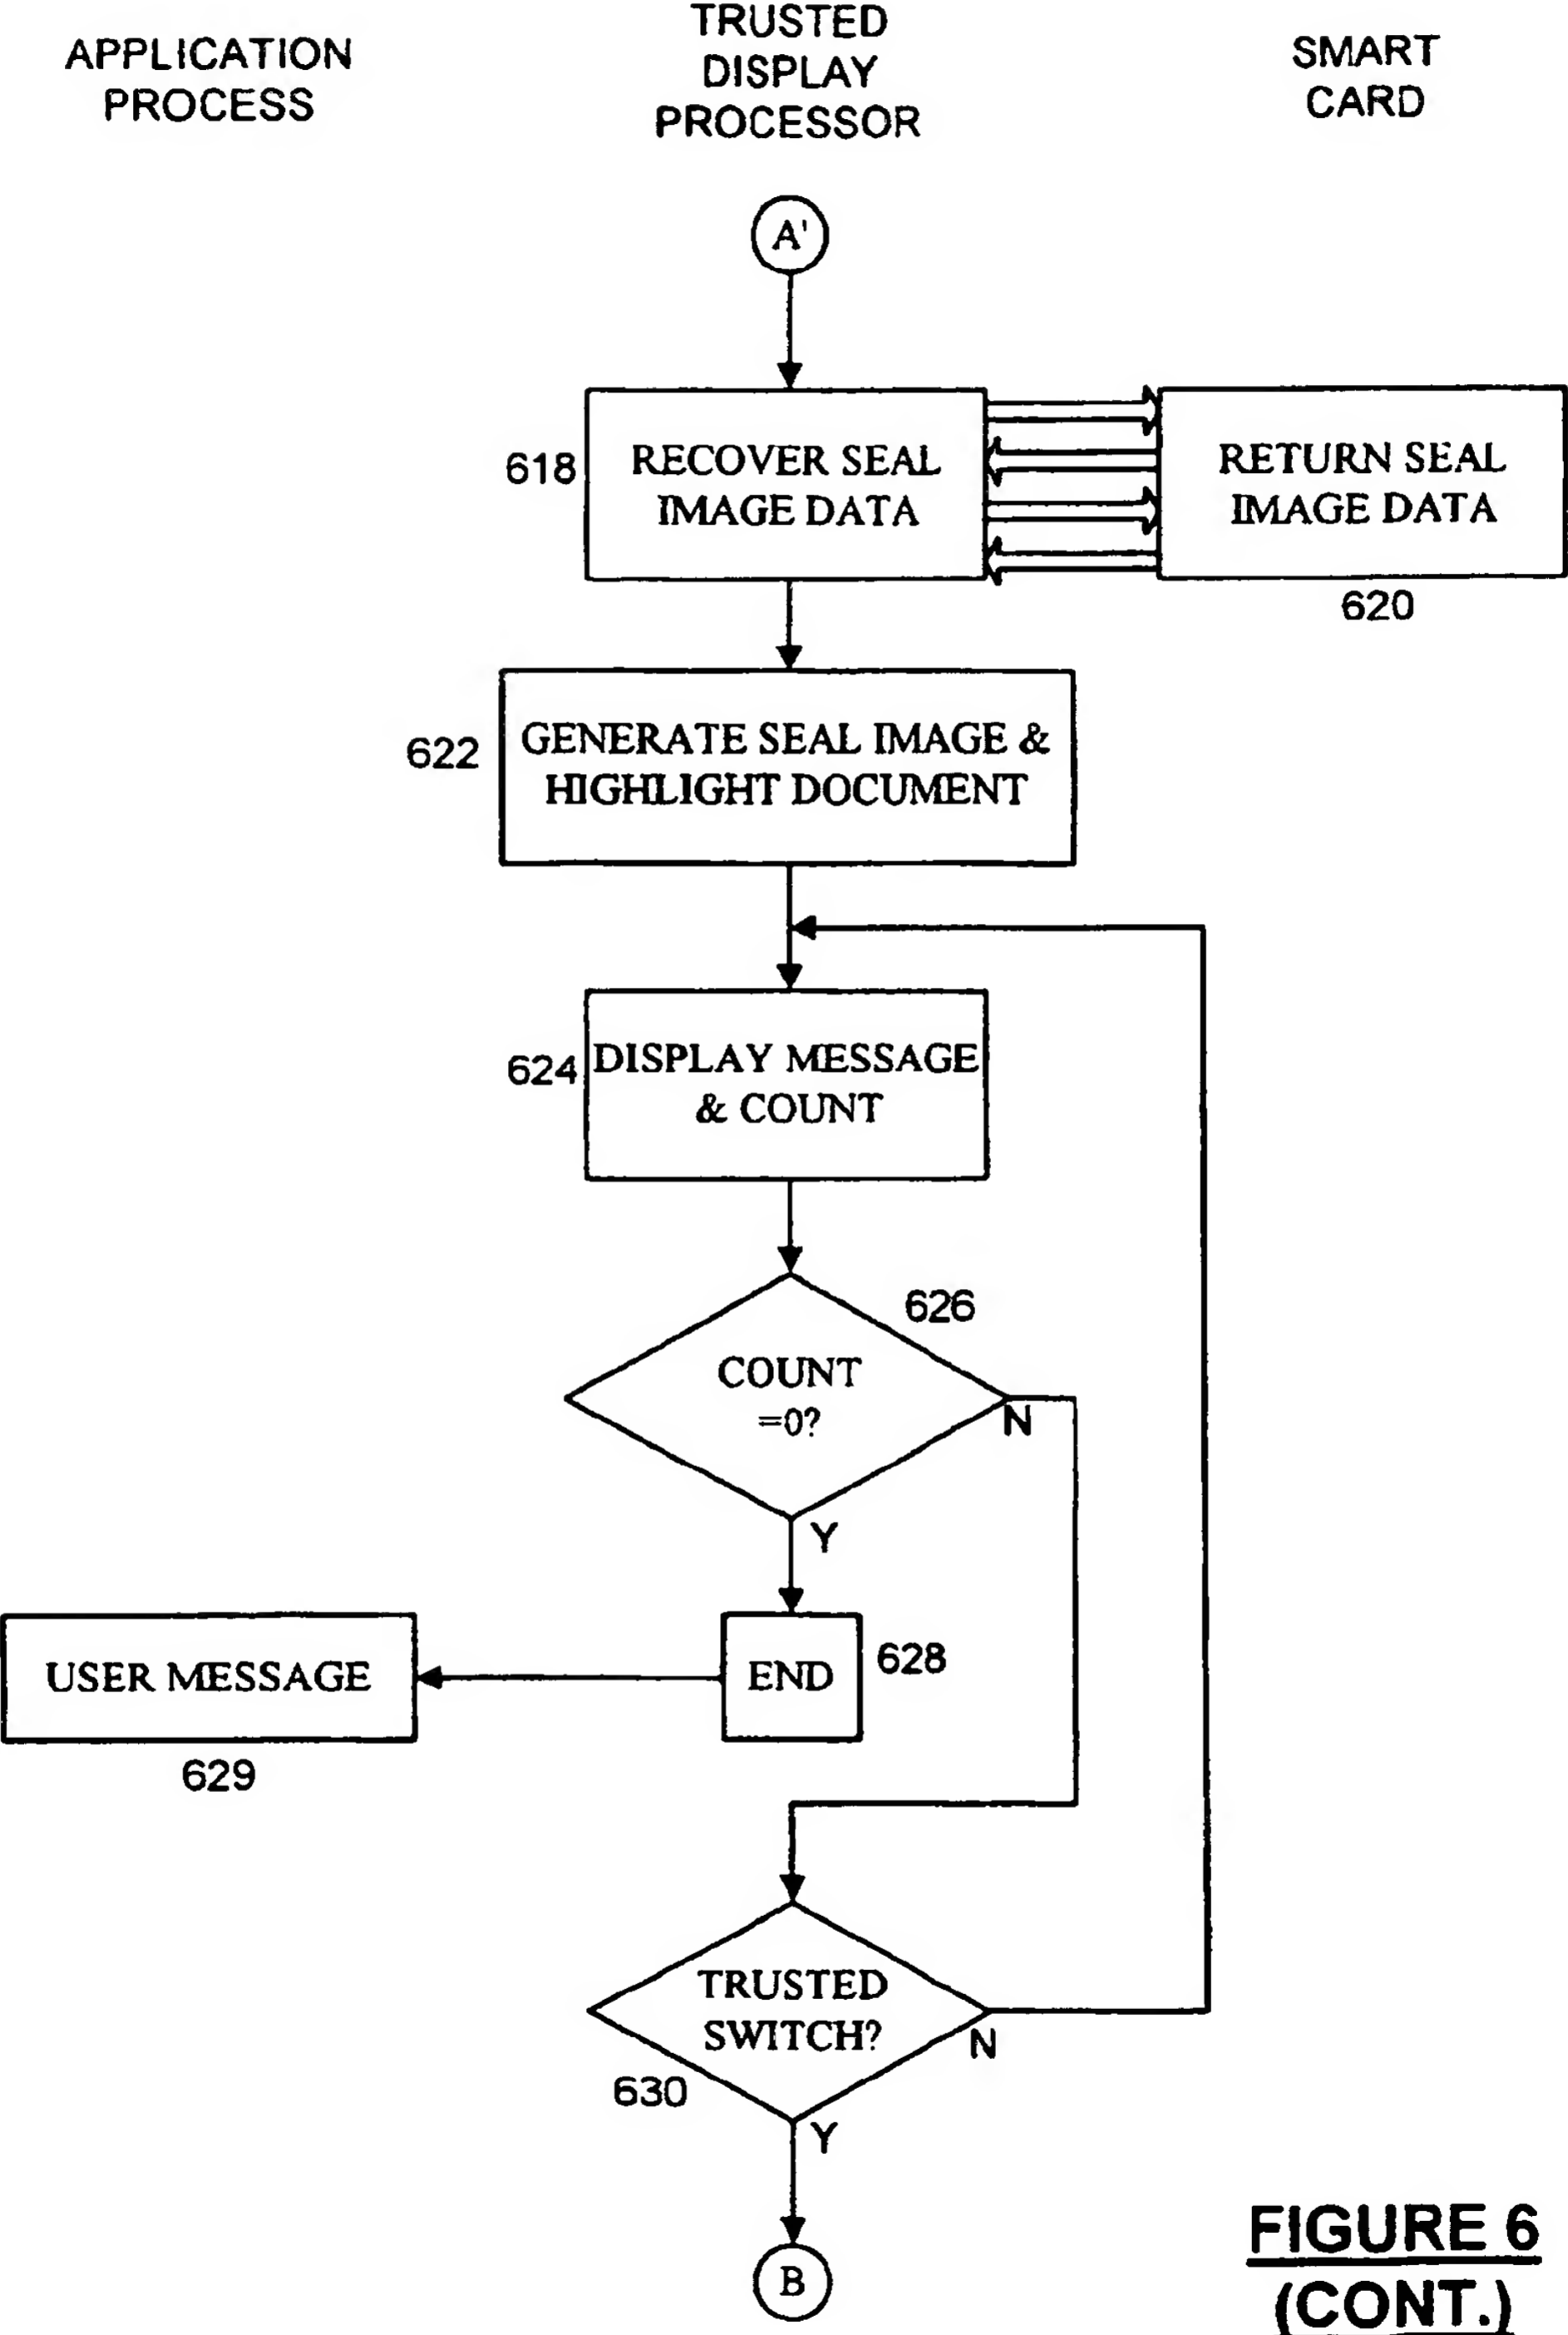 APPLICATION
PROCESS
TRUSTED
DISPLAY
PROCESSOR
SMART
CARD
A'
618
RECOVER SEAL
IMAGE DATA
RETURN SEAL
IMAGE DATA
620
622
GENERATE SEAL IMAGE &
HIGHLIGHT DOCUMENT
624
DISPLAY MESSAGE
& COUNT
626
COUNT
=0?
N
Y
USER MESSAGE
END
628
629
TRUSTED
SWITCH?
N
630
Y
B
FIGURE 6
(CONT.)